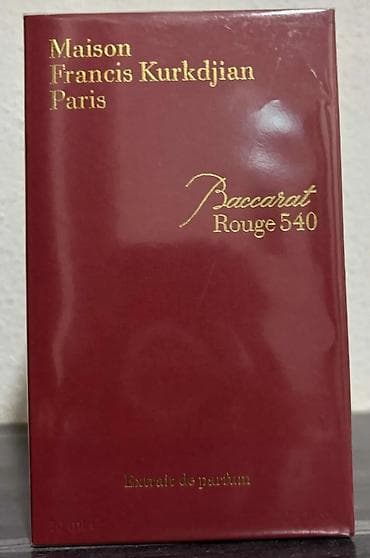 Maison
Francis Kurkdjian
Paris
Baccarat
Rouge 540
Extrait de parfum